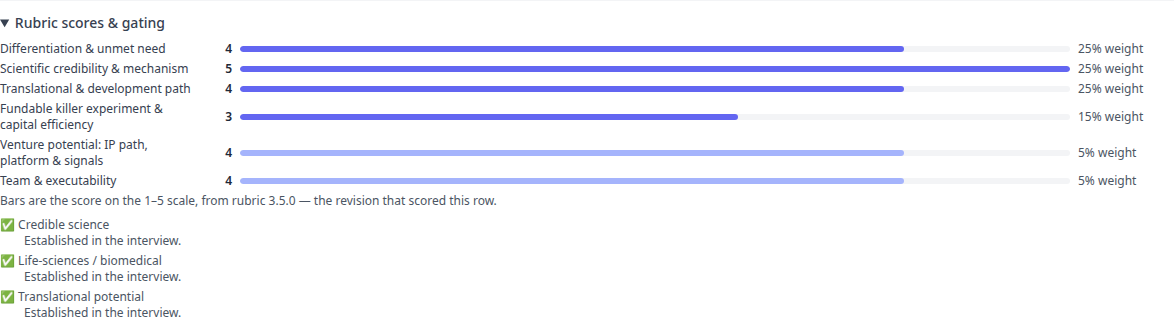 ▼ Rubric scores & gating
Differentiation & unmet need 4 25% weight
Scientific credibility & mechanism 5 25% weight
Translational & development path 4 25% weight
Fundable killer experiment &
capital efficiency 3 15% weight
Venture potential: IP path,
platform & signals 4 5% weight
Team & executability 4 5% weight
Bars are the score on the 1–5 scale, from rubric 3.5.0 — the revision that scored this row.
✅ Credible science
Established in the interview.
✅ Life-sciences / biomedical
Established in the interview.
✅ Translational potential
Established in the interview.